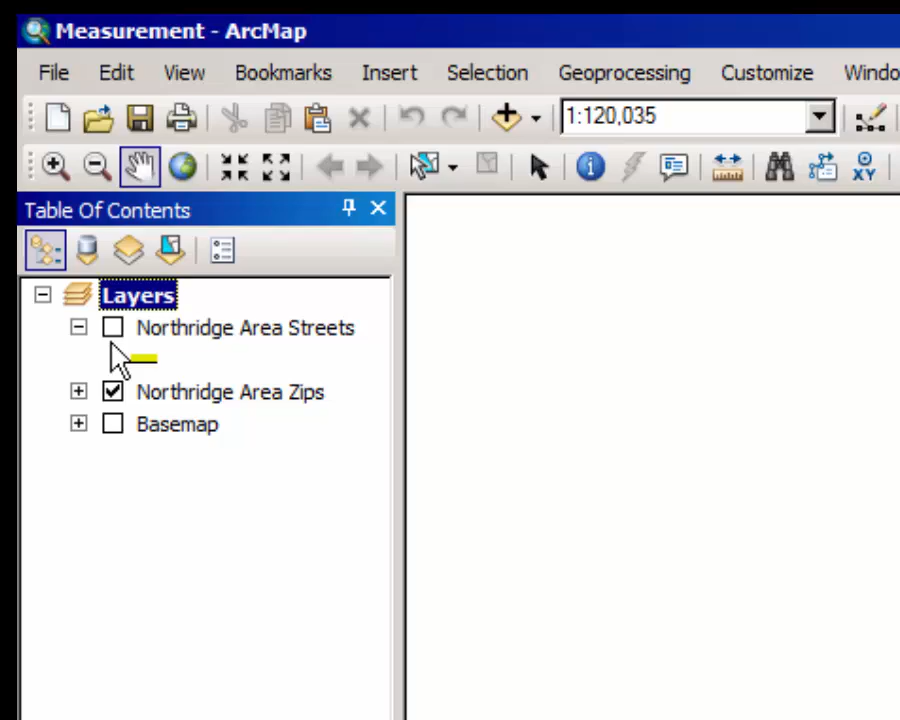 Measurement - ArcMap
File Edit View Bookmarks Insert Selection Geoprocessing Customize Windo
1:120,035
XY
Table Of Contents
Layers
Northridge Area Streets
Northridge Area Zips
Basemap